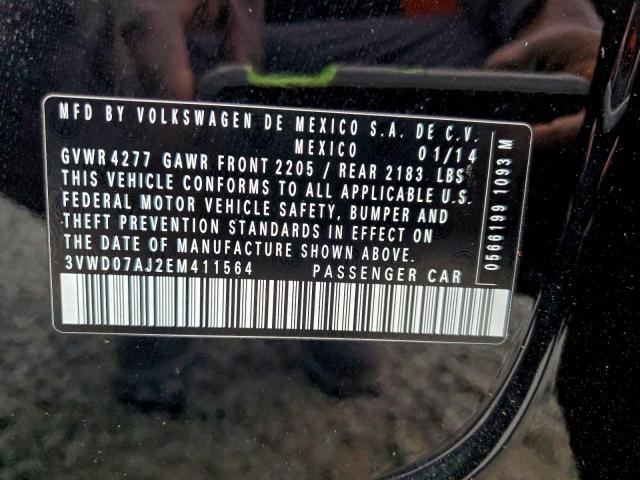 MFD BY VOLKSWAGEN DE MEXICO S.A. DE C.V.
MEXICO 01/14
GVWR 4277 GAWR FRONT 2205 / REAR 2183 LBS
THIS VEHICLE CONFORMS TO ALL APPLICABLE U.S.
FEDERAL MOTOR VEHICLE SAFETY, BUMPER AND
THEFT PREVENTION STANDARDS IN EFFECT ON
THE DATE OF MANUFACTURE SHOWN ABOVE.
3VWD07AJ2EM411564 PASSENGER CAR
0566199 1093 M